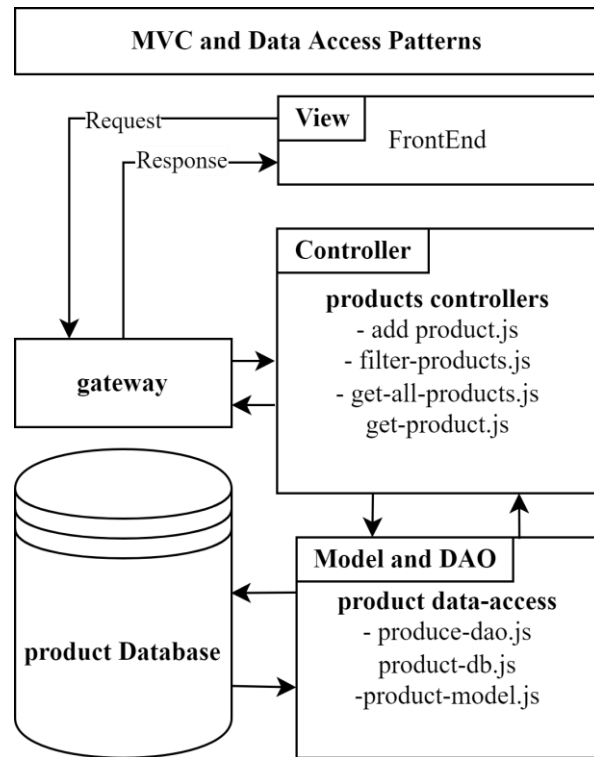 MVC and Data Access Patterns
View
Request
FrontEnd
Response
Controller
products controllers
- add product.js
- filter-products.js
- get-all-products.js
get-product.js
gateway
Model and DAO
product data-access
- produce-dao.js
product-db.js
-product-model.js
product Database